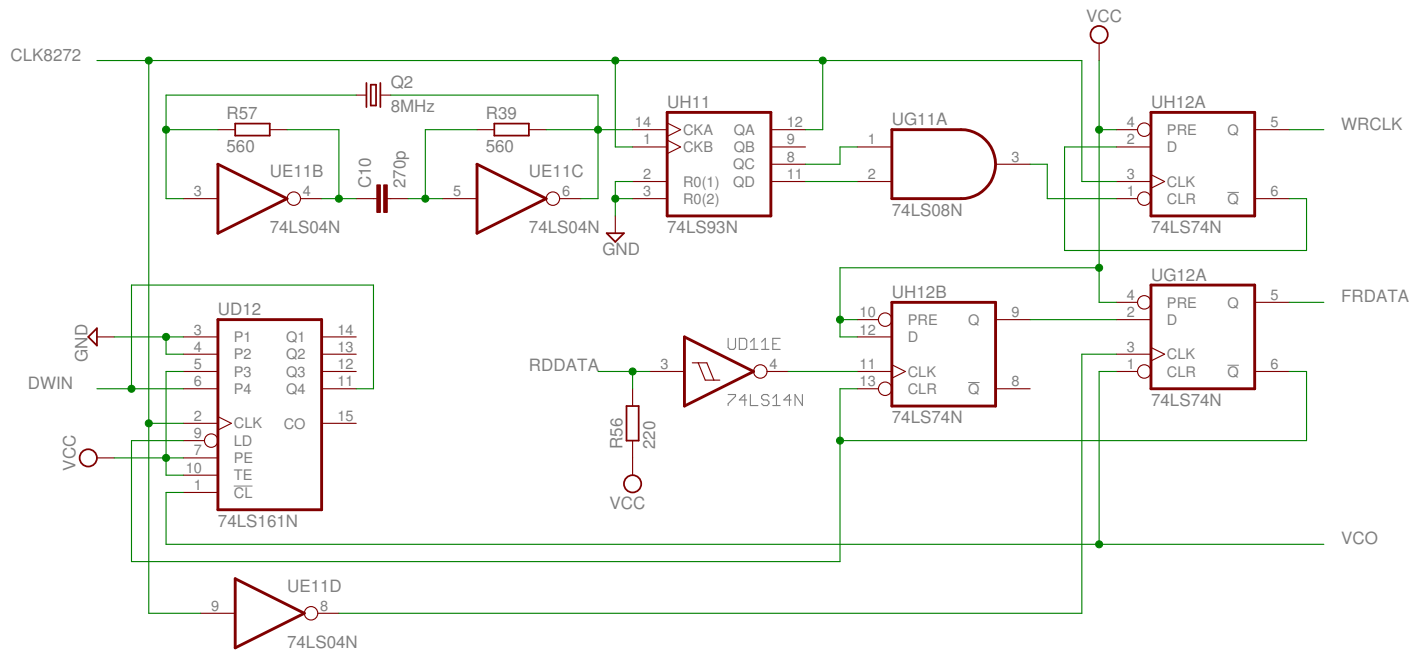 VCC
CLK8272
Q2
8MHz
R57
560
R39
560
UE11B
3
4
74LS04N
C10
270p
UE11C
5
6
74LS04N
UH11
14 CKA QA 12
1 CKB QB 9
QC 8
2 R0(1) QD 11
3 R0(2)
74LS93N
GND
UG11A
1
2
3
74LS08N
UH12A
4 PRE Q 5
2 D
3 CLK
1 CLR Q 6
74LS74N
WRCLK
UD12
GND
3 P1 Q1 14
4 P2 Q2 13
5 P3 Q3 12
6 P4 Q4 11
DWIN
2 CLK CO 15
9 LD
7 PE
10 TE
1 CL
VCC
74LS161N
RDDATA
UD11E
3
4
74LS14N
R56
220
VCC
UH12B
10 PRE Q 9
12 D
11 CLK
13 CLR Q 8
74LS74N
UG12A
4 PRE Q 5
2 D
3 CLK
1 CLR Q 6
74LS74N
FRDATA
VCO
UE11D
9
8
74LS04N